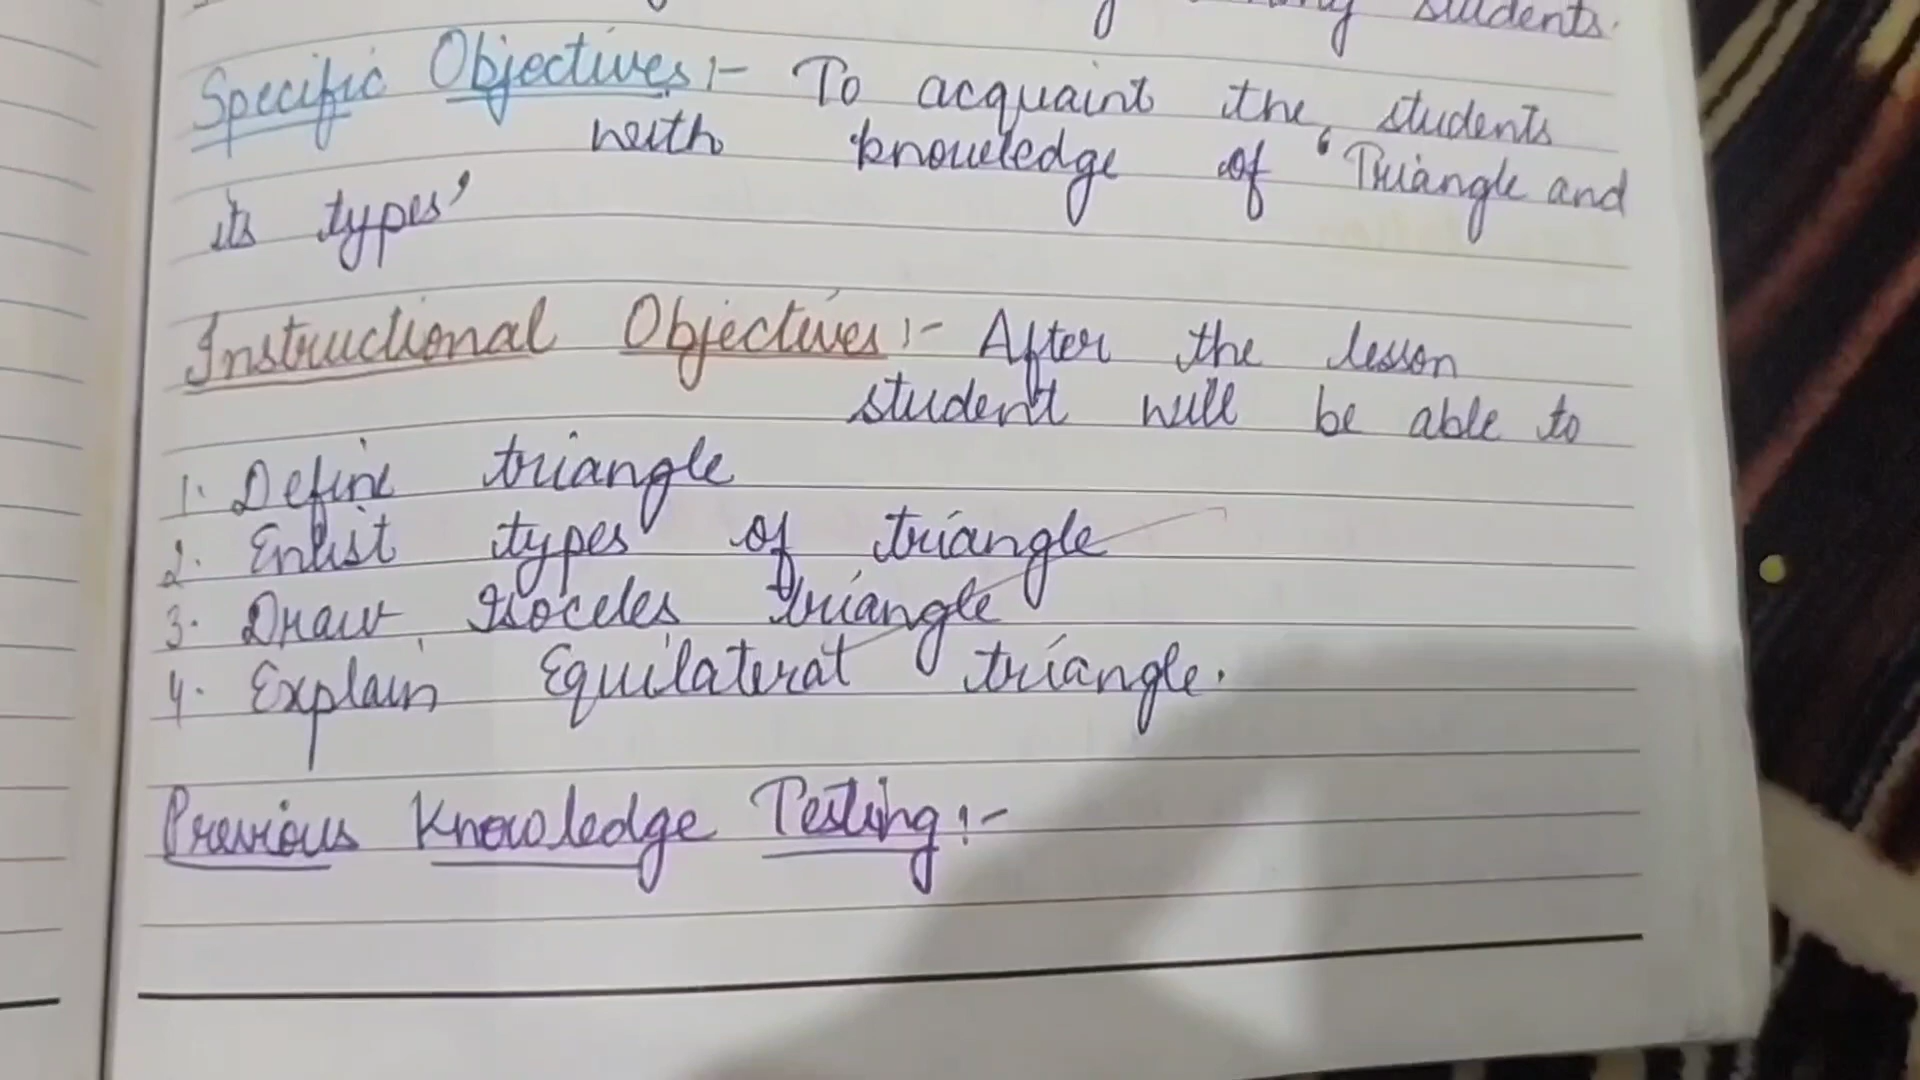 students.
Specific Objectives:- To acquaint the students
with knowledge of 'Triangle and
its types'
Instructional Objectives:- After the lesson
student will be able to
1. Define triangle
2. Enlist types of triangle
3. Draw Isoceles triangle
4. Explain Equilateral triangle.
Previous Knowledge Testing:-